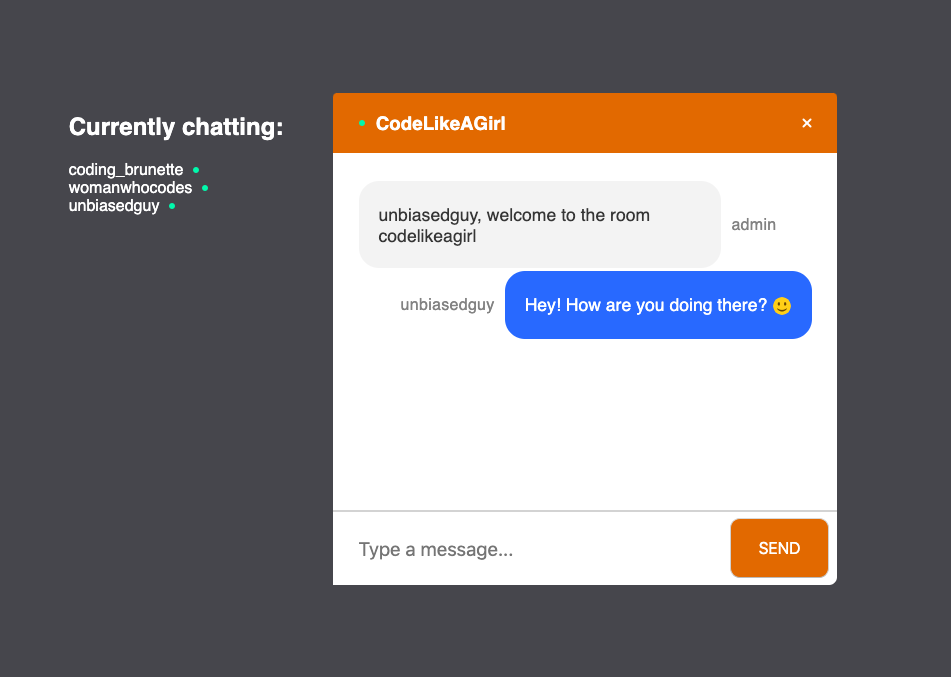 Currently chatting:
coding_brunette
womanwhocodes
unbiasedguy
CodeLikeAGirl
unbiasedguy, welcome to the room
codelikeagirl
admin
unbiasedguy
Hey! How are you doing there? 🙂
Type a message...
SEND